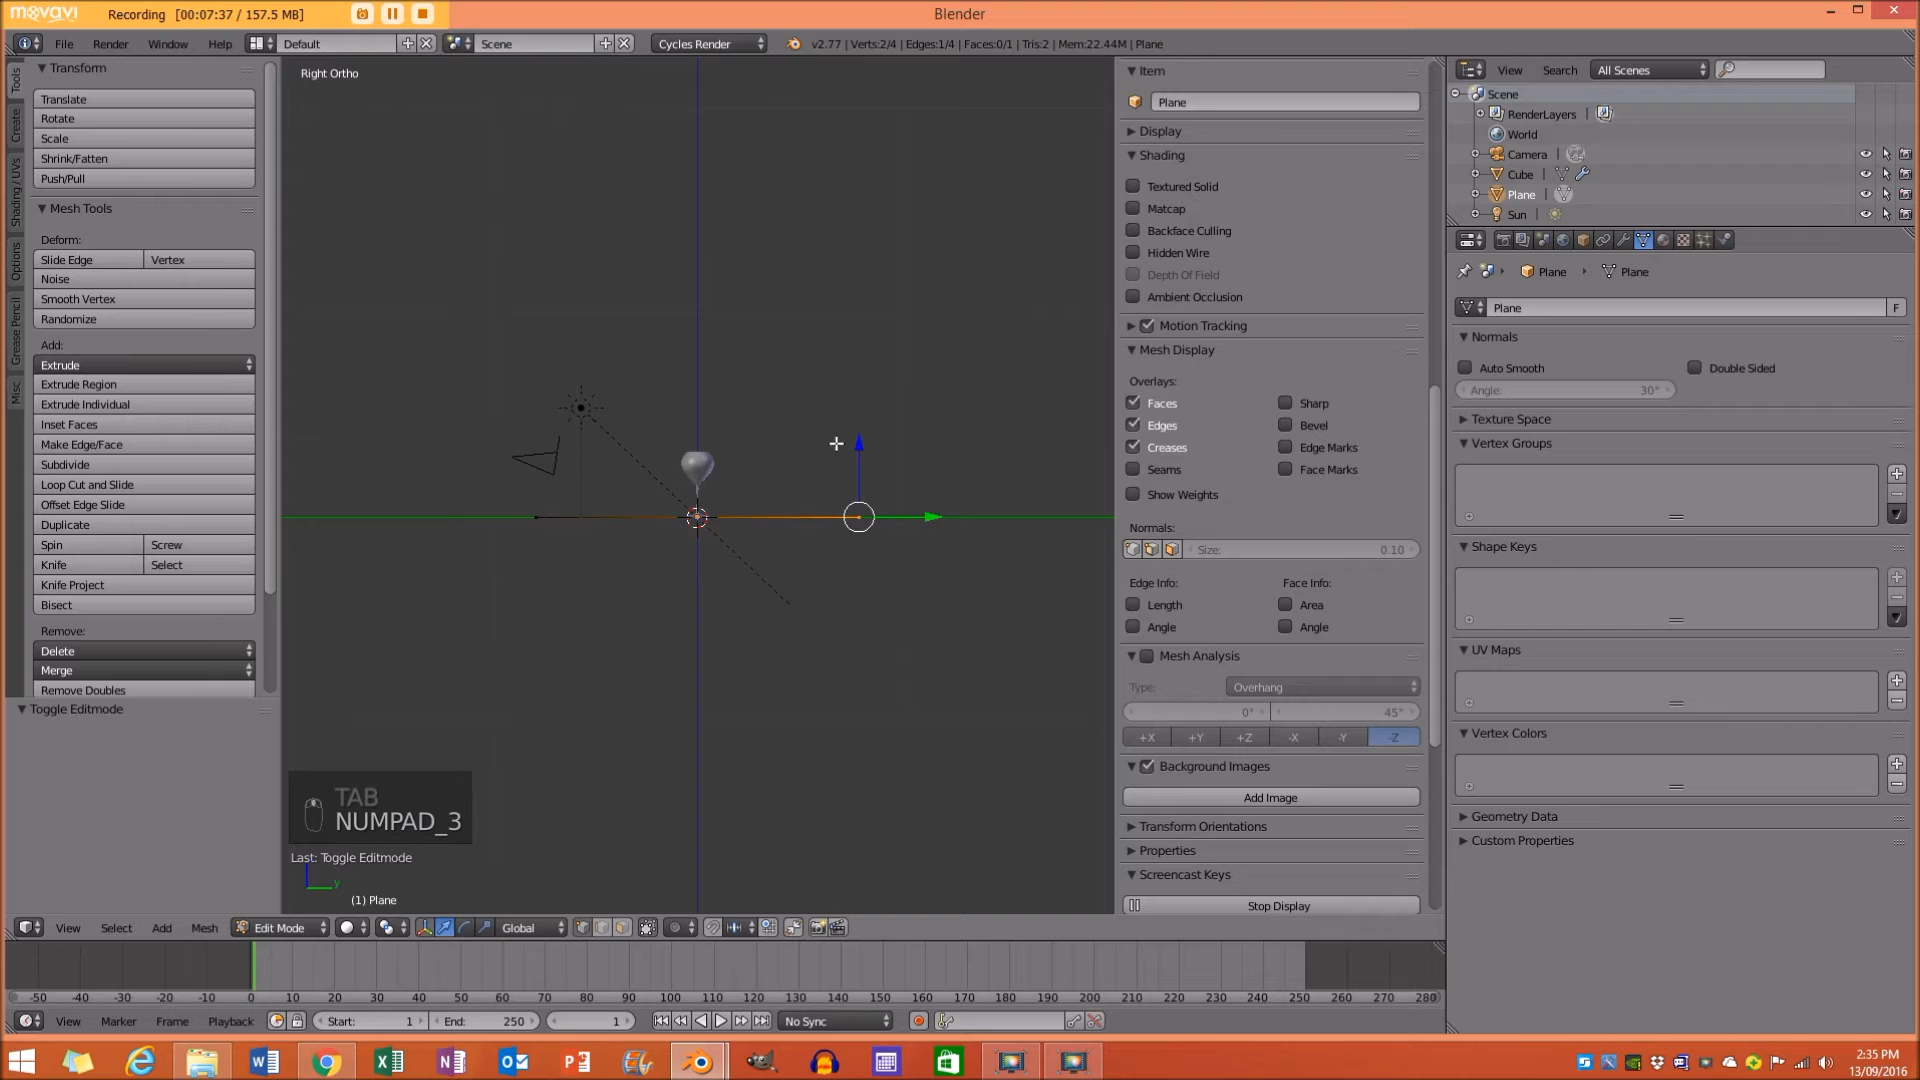 movavi Recording [00:07:37 / 157.5 MB] Blender
File Render Window Help Default Scene Cycles Render v2.77 | Verts:2/4 | Edges:1/4 | Faces:0/1 | Tris:2 | Mem:22.44M | Plane
Tools
Create
Shading / UVs
Options
Grease Pencil
Misc
Transform
Translate
Rotate
Scale
Shrink/Fatten
Push/Pull
Mesh Tools
Deform:
Slide Edge Vertex
Noise
Smooth Vertex
Randomize
Add:
Extrude
Extrude Region
Extrude Individual
Inset Faces
Make Edge/Face
Subdivide
Loop Cut and Slide
Offset Edge Slide
Duplicate
Spin Screw
Knife Select
Knife Project
Bisect
Remove:
Delete
Merge
Remove Doubles
Toggle Editmode
Right Ortho
TAB
NUMPAD_3
Last: Toggle Editmode
y
(1) Plane
Item
Plane
Display
Shading
Textured Solid
Matcap
Backface Culling
Hidden Wire
Depth Of Field
Ambient Occlusion
Motion Tracking
Mesh Display
Overlays:
Faces Sharp
Edges Bevel
Creases Edge Marks
Seams Face Marks
Show Weights
Normals:
Size: 0.10
Edge Info: Face Info:
Length Area
Angle Angle
Mesh Analysis
Type: Overhang
0° 45°
+X +Y +Z -X -Y -Z
Background Images
Add Image
Transform Orientations
Properties
Screencast Keys
Stop Display
View Search All Scenes
Scene
RenderLayers
World
Camera
Cube
Plane
Sun
Plane Plane
Plane F
Normals
Auto Smooth Double Sided
Angle: 30°
Texture Space
Vertex Groups
Shape Keys
UV Maps
Vertex Colors
Geometry Data
Custom Properties
View Select Add Mesh Edit Mode Global
-50 -40 -30 -20 -10 0 10 20 30 40 50 60 70 80 90 100 110 120 130 140 150 160 170 180 190 200 210 220 230 240 250 260 270 280
View Marker Frame Playback Start: 1 End: 250 1 No Sync
2:35 PM
13/09/2016